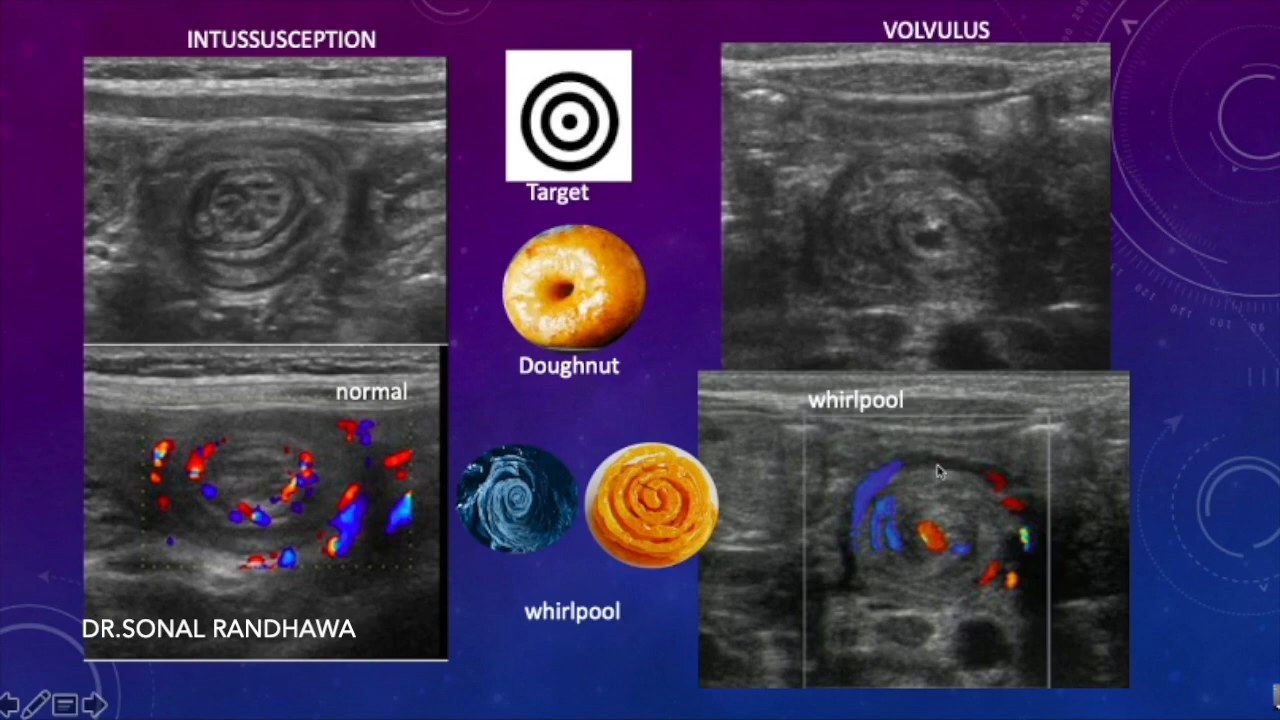 INTUSSUSCEPTION
VOLVULUS
Target
Doughnut
normal
whirlpool
whirlpool
DR.SONAL RANDHAWA